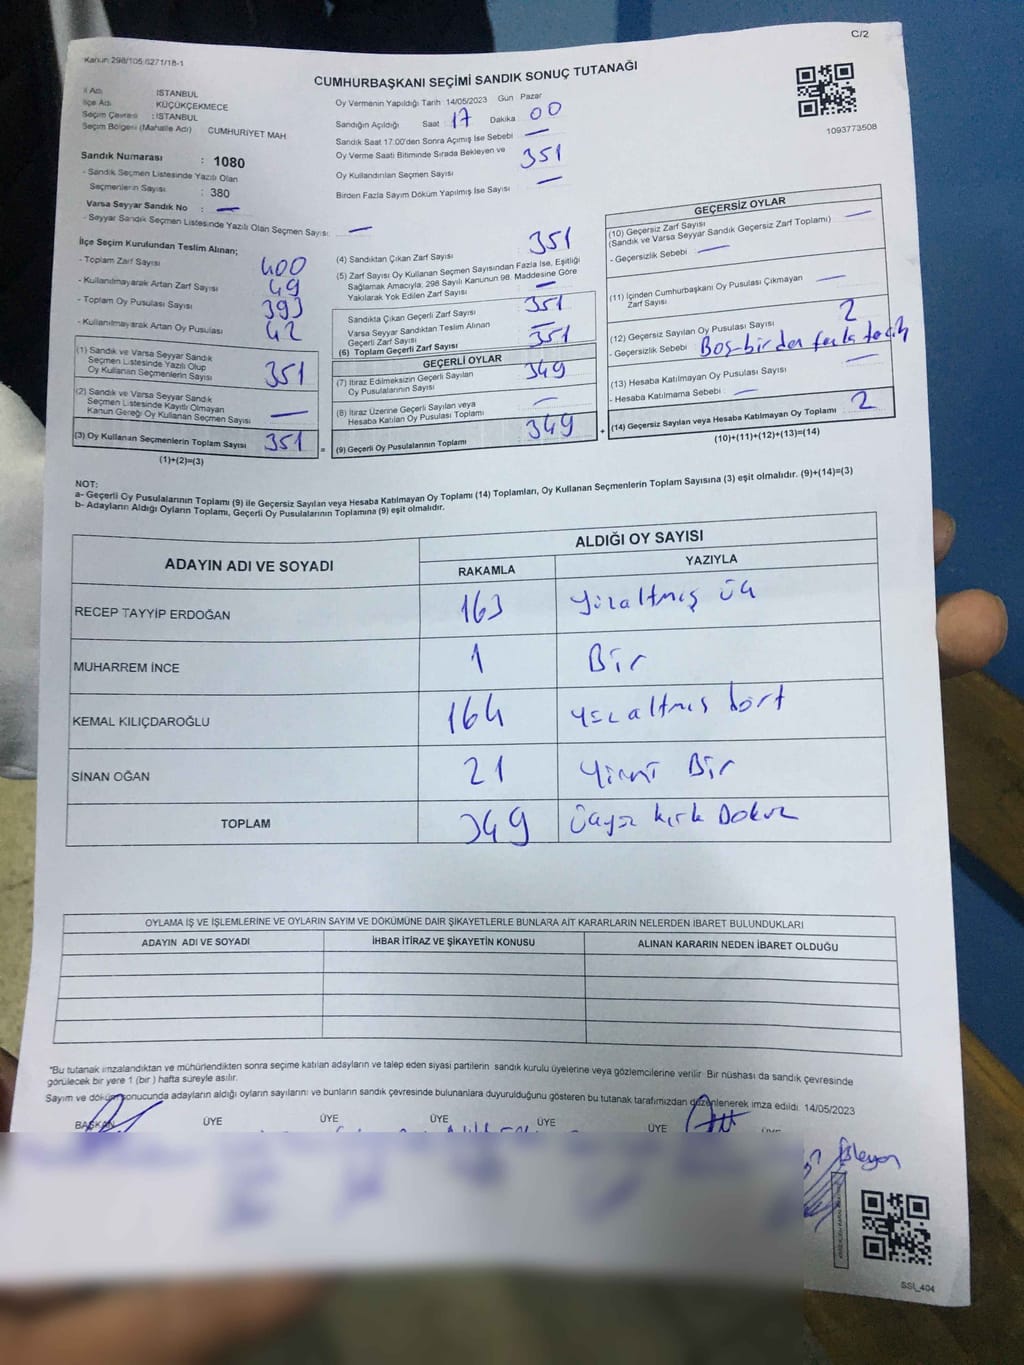 C/2
Kanun 298/105,6271/18-1
CUMHURBAŞKANI SEÇİMİ SANDIK SONUÇ TUTANAĞI
1093773508
İl Adı İSTANBUL
İlçe Adı KÜÇÜKÇEKMECE
Seçim Çevresi : İSTANBUL
Seçim Bölgesi (Mahalle Adı) CUMHURİYET MAH
Sandık Numarası : 1080
- Sandık Seçmen Listesinde Yazılı Olan
Seçmenlerin Sayısı : 380
Varsa Seyyar Sandık No : —
- Seyyar Sandık Seçmen Listesinde Yazılı Olan Seçmen Sayısı: —
İlçe Seçim Kurulundan Teslim Alınan;
- Toplam Zarf Sayısı 400
- Kullanılmayarak Artan Zarf Sayısı 49
- Toplam Oy Pusulası Sayısı 393
- Kullanılmayarak Artan Oy Pusulası 42
(1) Sandık ve Varsa Seyyar Sandık
Seçmen Listesinde Yazılı Olup
Oy Kullanan Seçmenlerin Sayısı 351
(2) Sandık ve Varsa Seyyar Sandık
Seçmen Listesinde Kayıtlı Olmayan
Kanun Gereği Oy Kullanan Seçmen Sayısı —
(3) Oy Kullanan Seçmenlerin Toplam Sayısı 351 =
(1)+(2)=(3)
Oy Vermenin Yapıldığı Tarih 14/05/2023 Gün Pazar
Sandığın Açıldığı Saat : 17 Dakika 00
Sandık Saat 17:00'den Sonra Açımış İse Sebebi —
Oy Verme Saati Bitiminde Sırada Bekleyen ve
Oy Kullandırılan Seçmen Sayısı 351
Birden Fazla Sayım Döküm Yapılmış İse Sayısı —
(4) Sandıktan Çıkan Zarf Sayısı 351
(5) Zarf Sayısı Oy Kullanan Seçmen Sayısından Fazla İse, Eşitliği
Sağlamak Amacıyla, 298 Sayılı Kanunun 98. Maddesine Göre
Yakılarak Yok Edilen Zarf Sayısı —
Sandıkta Çıkan Geçerli Zarf Sayısı 351
Varsa Seyyar Sandıktan Teslim Alınan
Geçerli Zarf Sayısı —
(6) Toplam Geçerli Zarf Sayısı 351
GEÇERLİ OYLAR
(7) İtiraz Edilmeksizin Geçerli Sayılan
Oy Pusulalarının Sayısı 349
(8) İtiraz Üzerine Geçerli Sayılan veya
Hesaba Katılan Oy Pusulası Toplamı —
(9) Geçerli Oy Pusulalarının Toplamı 349 +
GEÇERSİZ OYLAR
(10) Geçersiz Zarf Sayısı —
(Sandık ve Varsa Seyyar Sandık Geçersiz Zarf Toplamı)
- Geçersizlik Sebebi : —
(11) İçinden Cumhurbaşkanı Oy Pusulası Çıkmayan
Zarf Sayısı —
(12) Geçersiz Sayılan Oy Pusulası Sayısı 2
- Geçersizlik Sebebi : Boş-birden fazla tercih
(13) Hesaba Katılmayan Oy Pusulası Sayısı —
- Hesaba Katılmama Sebebi : —
(14) Geçersiz Sayılan veya Hesaba Katılmayan Oy Toplamı 2
(10)+(11)+(12)+(13)=(14)
NOT:
a- Geçerli Oy Pusulalarının Toplamı (9) ile Geçersiz Sayılan veya Hesaba Katılmayan Oy Toplamı (14) Toplamları, Oy Kullanan Seçmenlerin Toplam Sayısına (3) eşit olmalıdır. (9)+(14)=(3)
b- Adayların Aldığı Oyların Toplamı, Geçerli Oy Pusulalarının Toplamına (9) eşit olmalıdır.
ADAYIN ADI VE SOYADI ALDIĞI OY SAYISI
RAKAMLA YAZIYLA
RECEP TAYYİP ERDOĞAN 163 Yüzaltmış üç
MUHARREM İNCE 1 Bir
KEMAL KILIÇDAROĞLU 164 Yüzaltmış dört
SİNAN OĞAN 21 Yirmi Bir
TOPLAM 349 üçyüz kırk Dokuz
OYLAMA İŞ VE İŞLEMLERİNE VE OYLARIN SAYIM VE DÖKÜMÜNE DAİR ŞİKAYETLERLE BUNLARA AİT KARARLARIN NELERDEN İBARET BULUNDUKLARI
ADAYIN ADI VE SOYADI İHBAR İTİRAZ VE ŞİKAYETİN KONUSU ALINAN KARARIN NEDEN İBARET OLDUĞU
"Bu tutanak imzalandıktan ve mühürlendikten sonra seçime katılan adayların ve talep eden siyasi partilerin sandık kurulu üyelerine veya gözlemcilerine verilir Bir nüshası da sandık çevresinde
görülecek bir yere 1 (bir ) hafta süreyle asılır.
Sayım ve döküm sonucunda adayların aldığı oyların sayılarını ve bunların sandık çevresinde bulunanlara duyurulduğunu gösteren bu tutanak tarafımızdan düzenlenerek imza edildi. 14/05/2023
BAŞKAN ÜYE ÜYE ÜYE ÜYE ÜYE
SSI_404